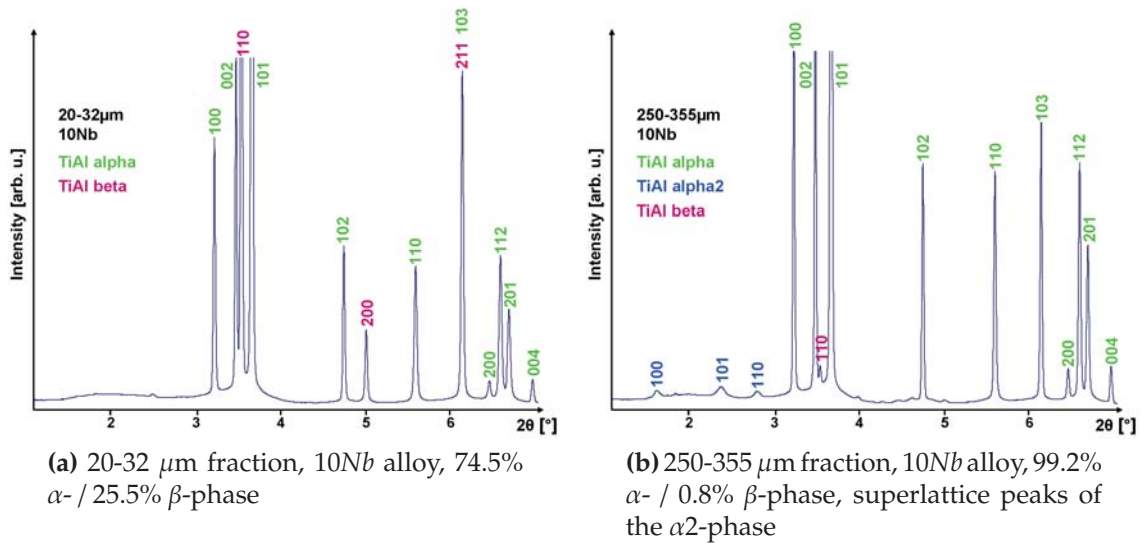 Intensity [arb. u.]
20-32µm
10Nb
TiAl alpha
TiAl beta
100
002
110
101
102
200
110
211
103
200
112
201
004
2 3 4 5 6 2θ [°]
(a) 20-32 µm fraction, 10Nb alloy, 74.5%
α- / 25.5% β-phase
Intensity [arb. u.]
250-355µm
10Nb
TiAl alpha
TiAl alpha2
TiAl beta
100
101
110
100
002
110
101
102
110
103
200
112
201
004
2 3 4 5 6 2θ [°]
(b) 250-355 µm fraction, 10Nb alloy, 99.2%
α- / 0.8% β-phase, superlattice peaks of
the α2-phase